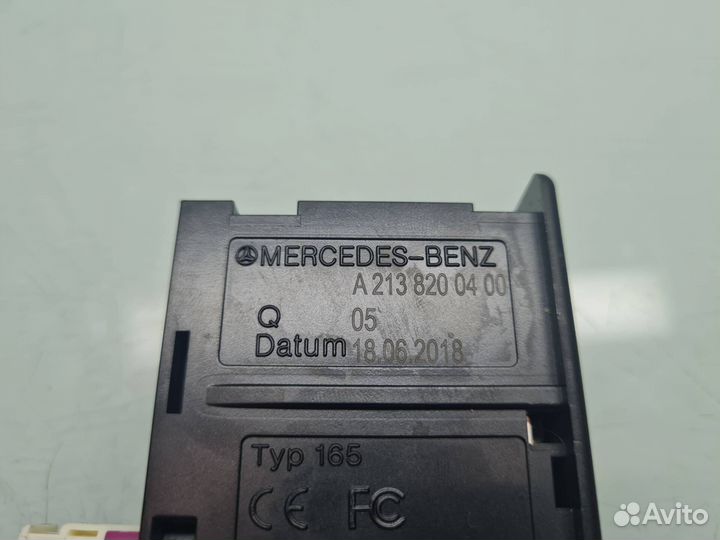 MERCEDES-BENZ
A 213 820 04 00
Q 05
Datum 18.06.2018
Typ 165
CE FC
Avito